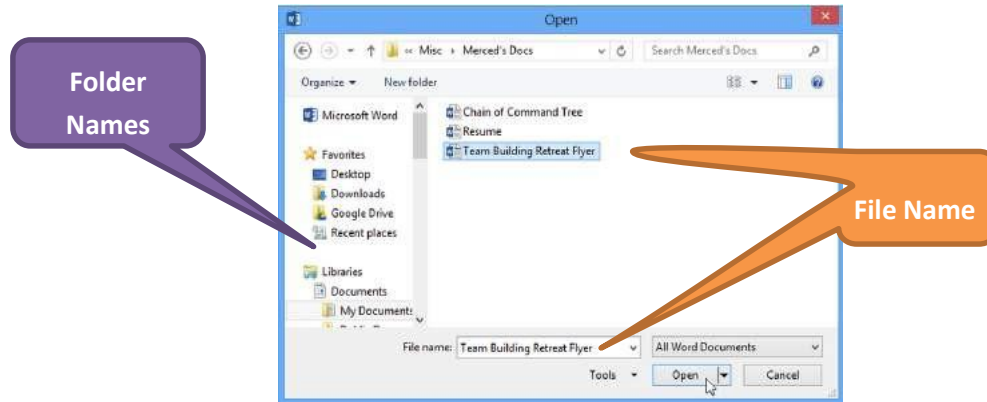 Open
« Misc › Merced's Docs
Search Merced's Docs
Organize
New folder
Folder
Names
Microsoft Word
Chain of Command Tree
Resume
Team Building Retreat Flyer
Favorites
Desktop
Downloads
Google Drive
Recent places
File Name
Libraries
Documents
My Documents
File name: Team Building Retreat Flyer
All Word Documents
Tools
Open
Cancel